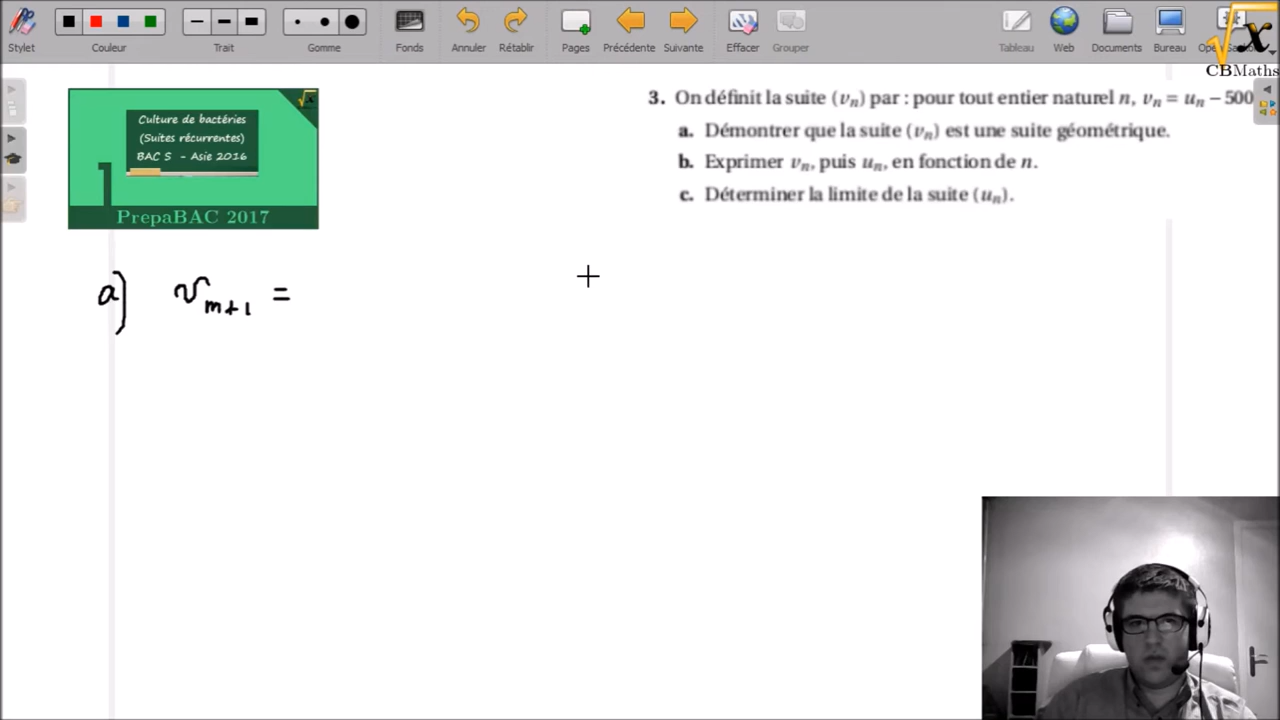 Stylet
Couleur
Trait
Gomme
Fonds
Annuler
Rétablir
Pages
Précédente
Suivante
Effacer
Grouper
Tableau
Web
Documents
Bureau
√x
CBMaths
Culture de bactéries
(Suites récurrentes)
BAC S - Asie 2016
1
PrepaBAC 2017
3. On définit la suite (vₙ) par : pour tout entier naturel n, vₙ = uₙ − 500
a. Démontrer que la suite (vₙ) est une suite géométrique.
b. Exprimer vₙ, puis uₙ, en fonction de n.
c. Déterminer la limite de la suite (uₙ).
a) vₙ₊₁ =